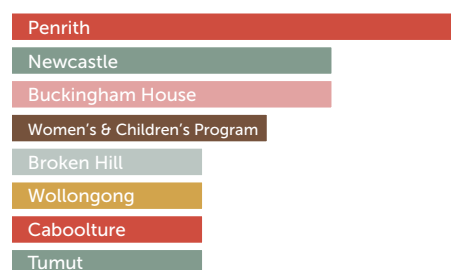 Penrith
Newcastle
Buckingham House
Women's & Children's Program
Broken Hill
Wollongong
Caboolture
Tumut